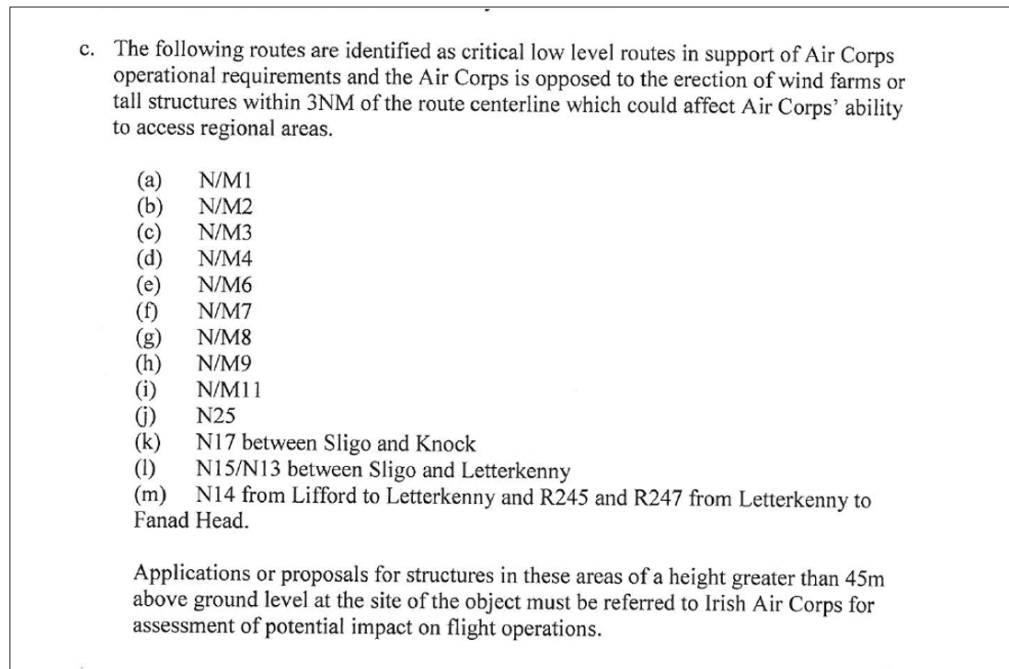 c. The following routes are identified as critical low level routes in support of Air Corps
operational requirements and the Air Corps is opposed to the erection of wind farms or
tall structures within 3NM of the route centerline which could affect Air Corps' ability
to access regional areas.
(a) N/M1
(b) N/M2
(c) N/M3
(d) N/M4
(e) N/M6
(f) N/M7
(g) N/M8
(h) N/M9
(i) N/M11
(j) N25
(k) N17 between Sligo and Knock
(l) N15/N13 between Sligo and Letterkenny
(m) N14 from Lifford to Letterkenny and R245 and R247 from Letterkenny to
Fanad Head.
Applications or proposals for structures in these areas of a height greater than 45m
above ground level at the site of the object must be referred to Irish Air Corps for
assessment of potential impact on flight operations.